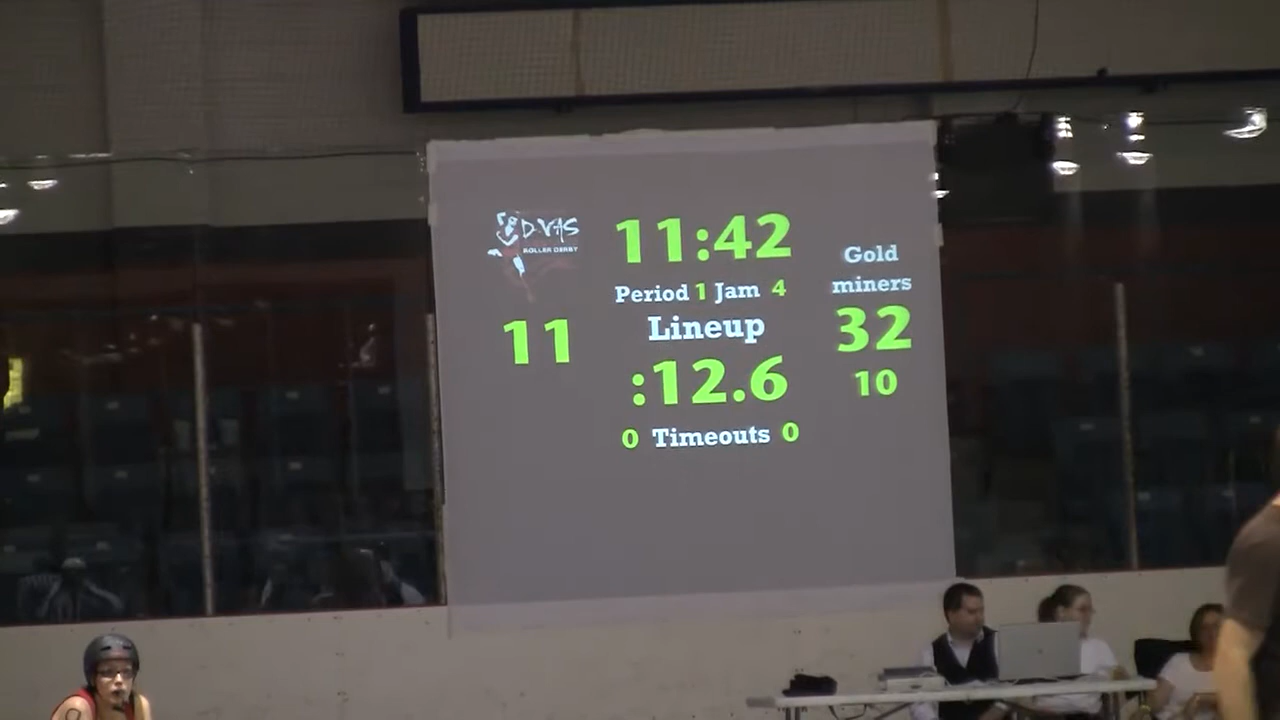 D-VAS
ROLLER DERBY
11:42
Gold
miners
Period 1 Jam 4
11
Lineup
32
:12.6
10
0 Timeouts 0